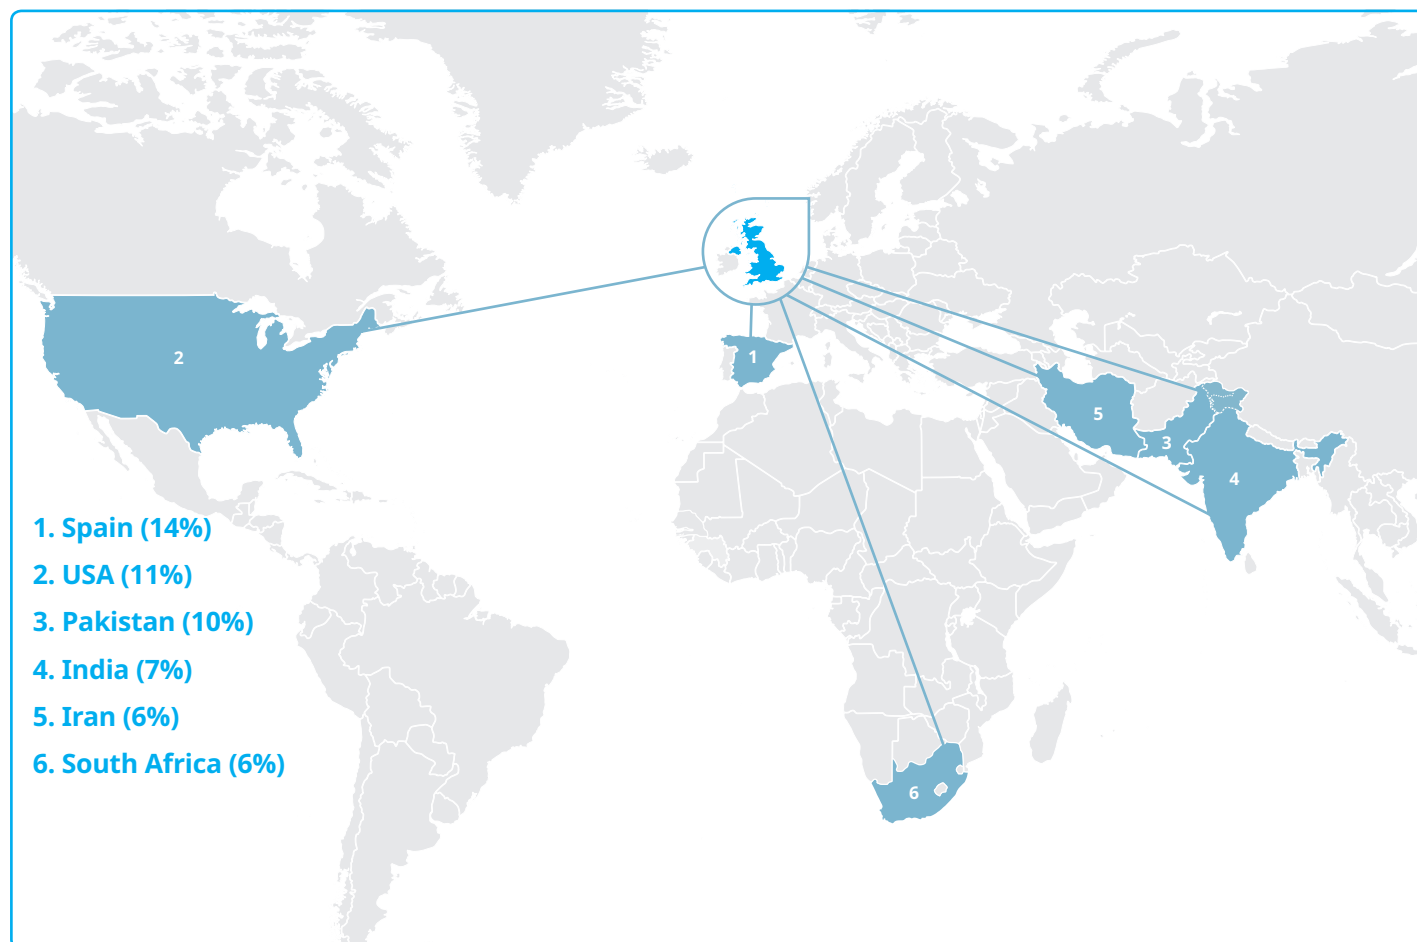 2
1
5
3
4
1. Spain (14%)
2. USA (11%)
3. Pakistan (10%)
4. India (7%)
5. Iran (6%)
6. South Africa (6%)
6